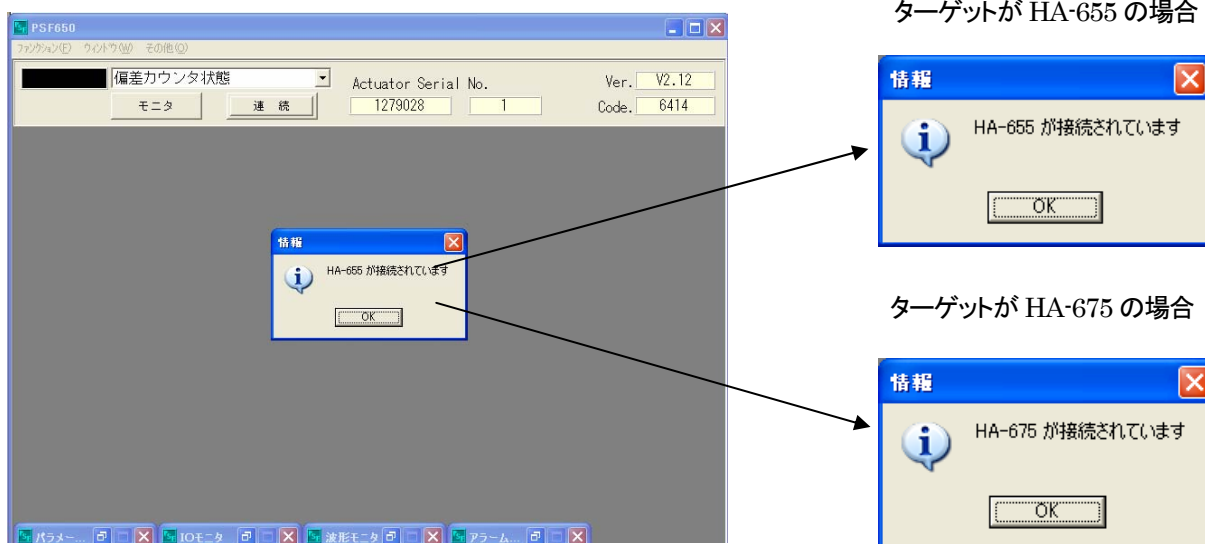 PSF650
ファンクション(F) ウィンドウ(W) その他(O)
偏差カウンタ状態
モニタ
連 続
Actuator Serial No.
1279028
1
Ver.
V2.12
Code.
6414
情報
HA-655 が接続されています
OK
パラメー...
IOモニタ
波形モニタ
アラーム...
ターゲットが HA-655 の場合
情報
HA-655 が接続されています
OK
ターゲットが HA-675 の場合
情報
HA-675 が接続されています
OK